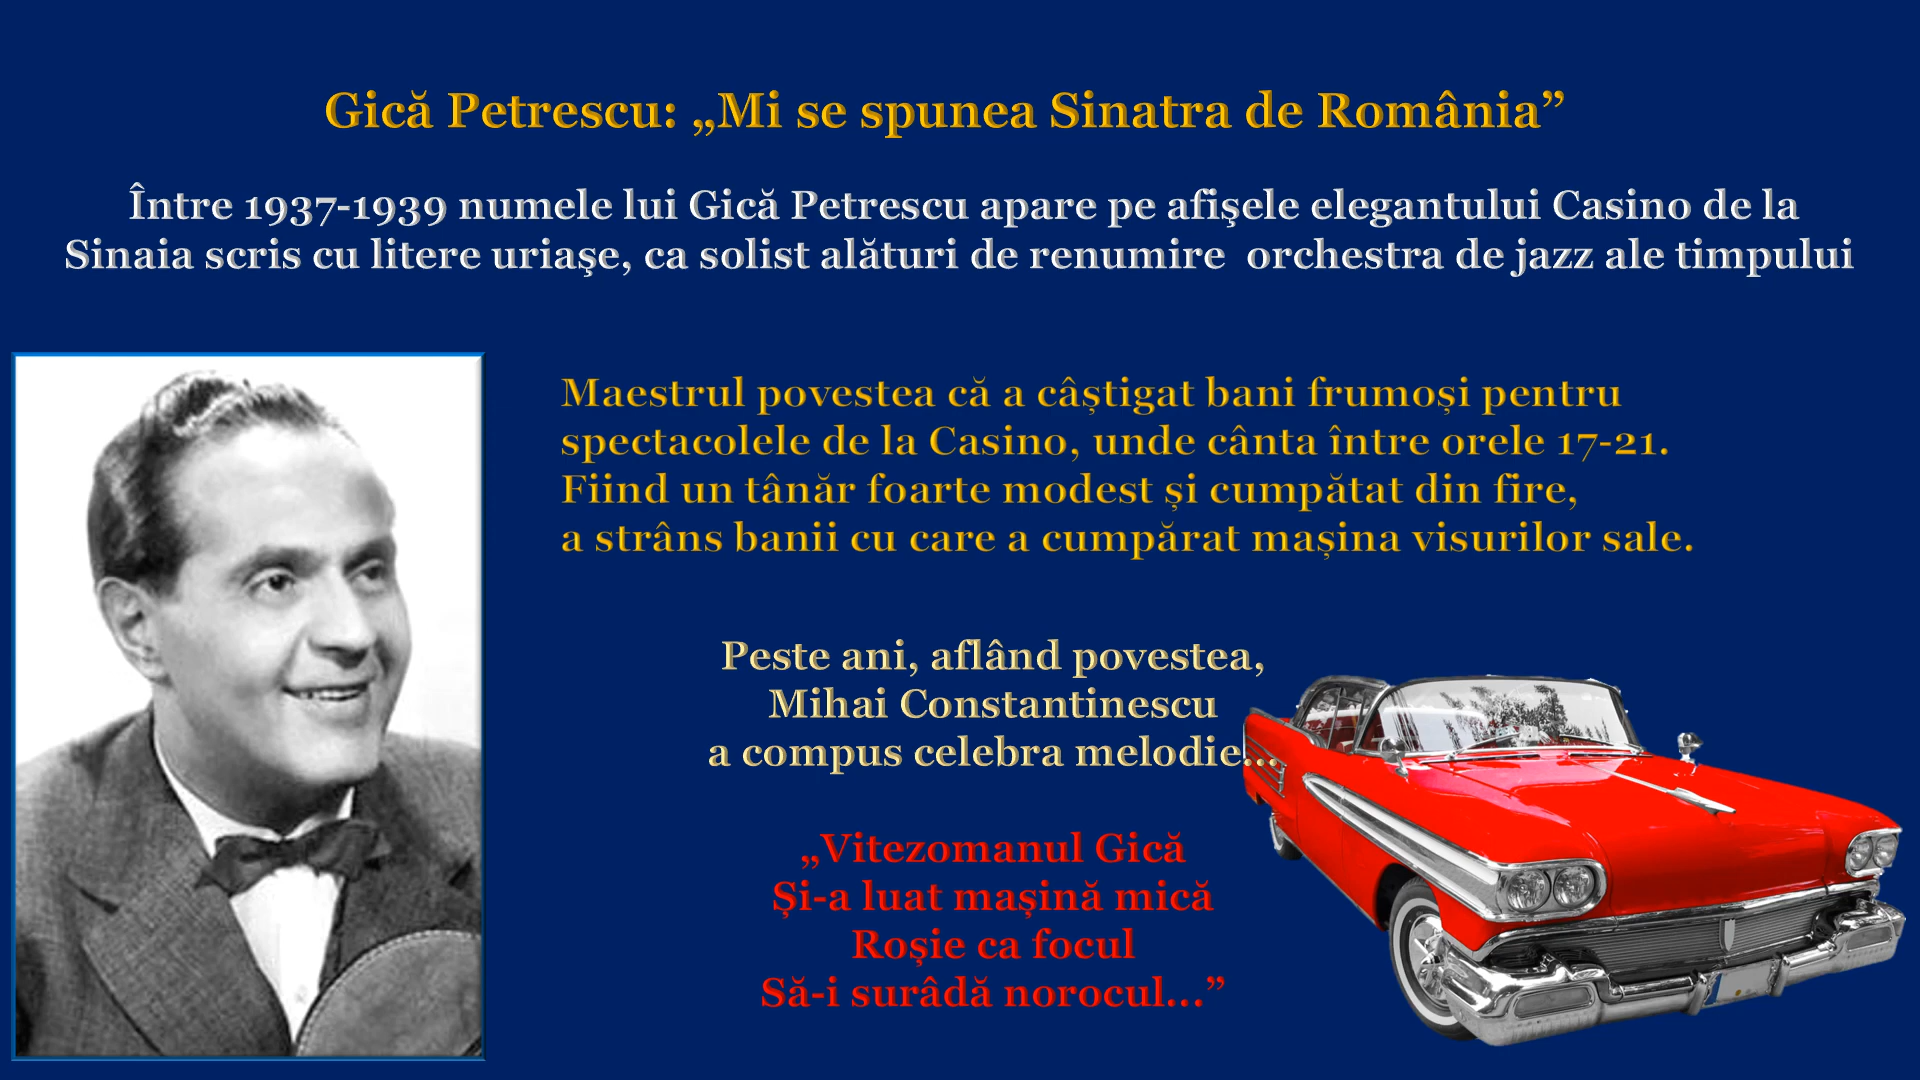 Gică Petrescu: „Mi se spunea Sinatra de România”
Între 1937-1939 numele lui Gică Petrescu apare pe afişele elegantului Casino de la
Sinaia scris cu litere uriaşe, ca solist alături de renumire  orchestra de jazz ale timpului
Maestrul povestea că a câștigat bani frumoși pentru
spectacolele de la Casino, unde cânta între orele 17-21.
Fiind un tânăr foarte modest și cumpătat din fire,
a strâns banii cu care a cumpărat mașina visurilor sale.
Peste ani, aflând povestea,
Mihai Constantinescu
a compus celebra melodie...
„Vitezomanul Gică
Și-a luat mașină mică
Roșie ca focul
Să-i surâdă norocul...”